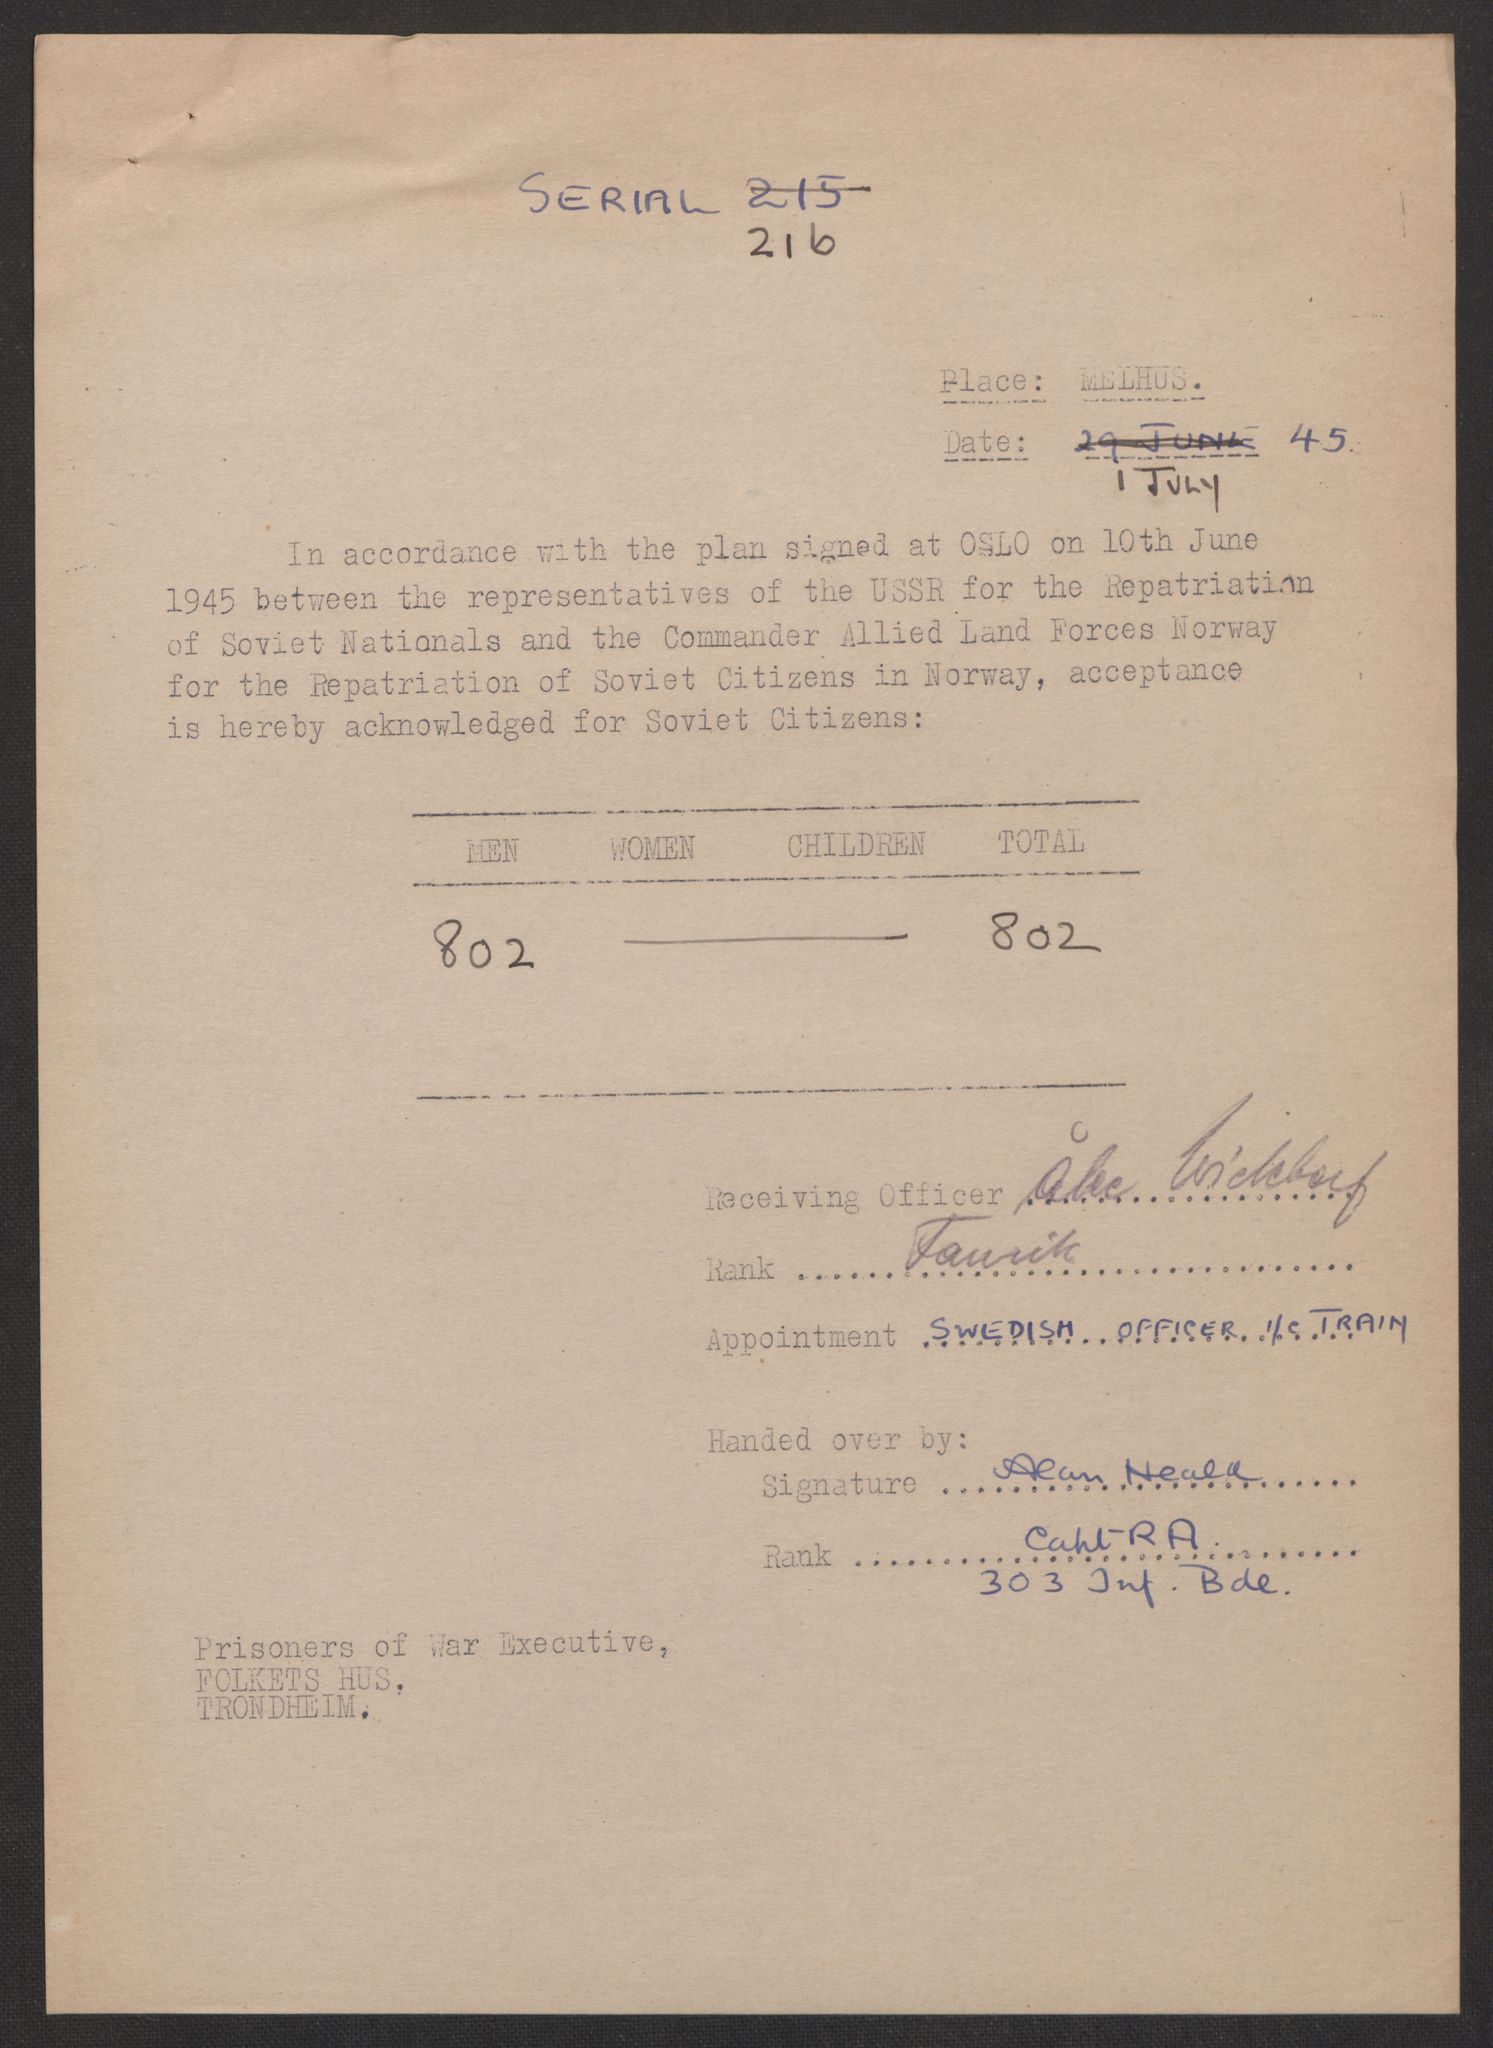 SERIAL 215
216
Place: MELHUS.
Date: 29 JUNE 45.
1 JULY
In accordance with the plan signed at OSLO on 10th June
1945 between the representatives of the USSR for the Repatriation
of Soviet Nationals and the Commander Allied Land Forces Norway
for the Repatriation of Soviet Citizens in Norway, acceptance
is hereby acknowledged for Soviet Citizens:
MEN WOMEN CHILDREN TOTAL
802 — 802
Receiving Officer Åke
Rank Fanrik
Appointment SWEDISH OFFICER i/c TRAIN
Handed over by:
Signature Alan Heald
Rank Capt RA.
303 Inf. Bde.
Prisoners of War Executive,
FOLKETS HUS,
TRONDHEIM.